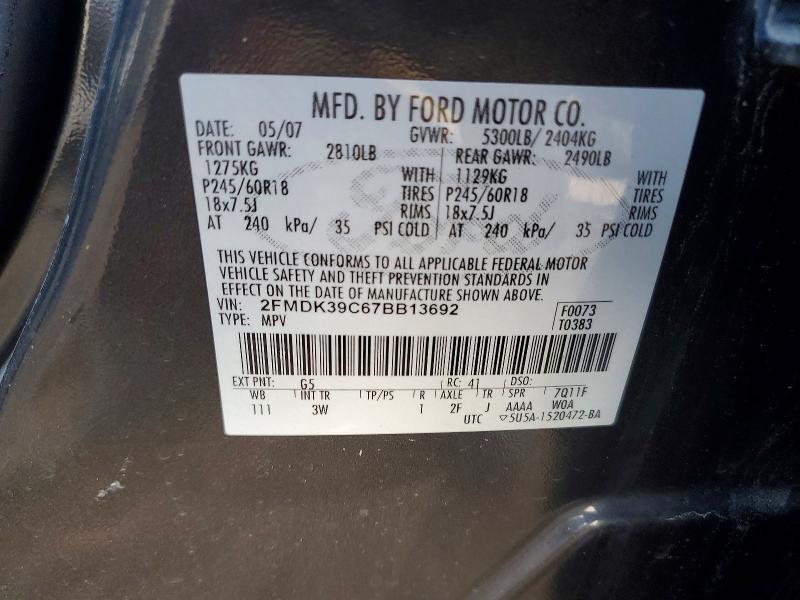 MFD. BY FORD MOTOR CO.
DATE: 05/07 GVWR: 5300LB/ 2404KG
FRONT GAWR: 2810LB REAR GAWR: 2490LB
1275KG WITH 1129KG WITH
P245/60R18 TIRES P245/60R18 TIRES
18x7.5J RIMS 18x7.5J RIMS
AT 240 kPa/ 35 PSI COLD AT 240 kPa/ 35 PSI COLD
THIS VEHICLE CONFORMS TO ALL APPLICABLE FEDERAL MOTOR
VEHICLE SAFETY AND THEFT PREVENTION STANDARDS IN
EFFECT ON THE DATE OF MANUFACTURE SHOWN ABOVE.
VIN: 2FMDK39C67BB13692 F0073
TYPE: MPV T0383
EXT PNT: G5 RC: 41 DSO:
WB INT TR TP/PS R AXLE TR SPR 7Q11F
111 3W 1 2F J AAAA W0A
UTC ▽5U5A-1520472-BA